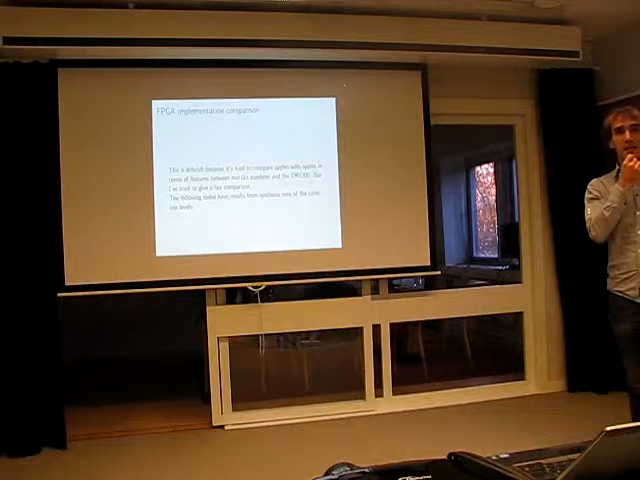 FPGA implementation comparison
This is difficult because it's hard to compare apples-with-apples in
terms of features between mor1kx pipelines and the OR1200. But
I've tried to give a fair comparison.
The following slides have results from synthesis runs of the cores
top levels.